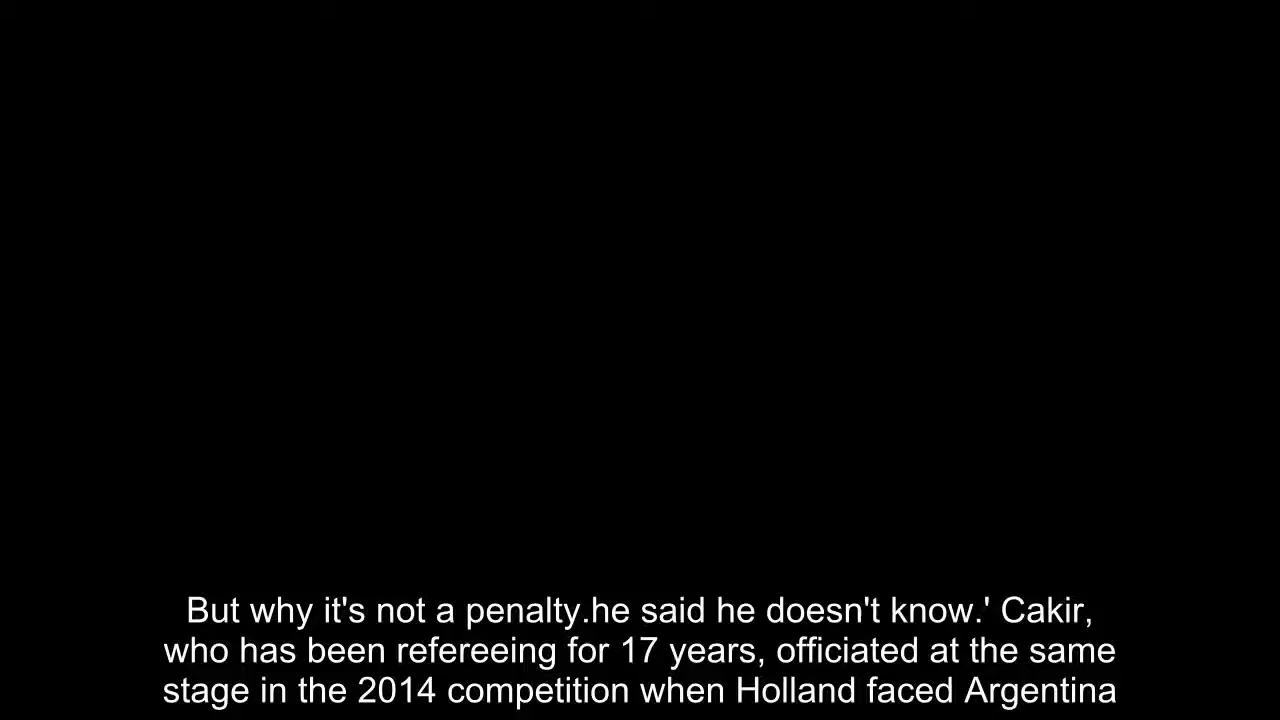 But why it's not a penalty.he said he doesn't know.' Cakir,
who has been refereeing for 17 years, officiated at the same
stage in the 2014 competition when Holland faced Argentina